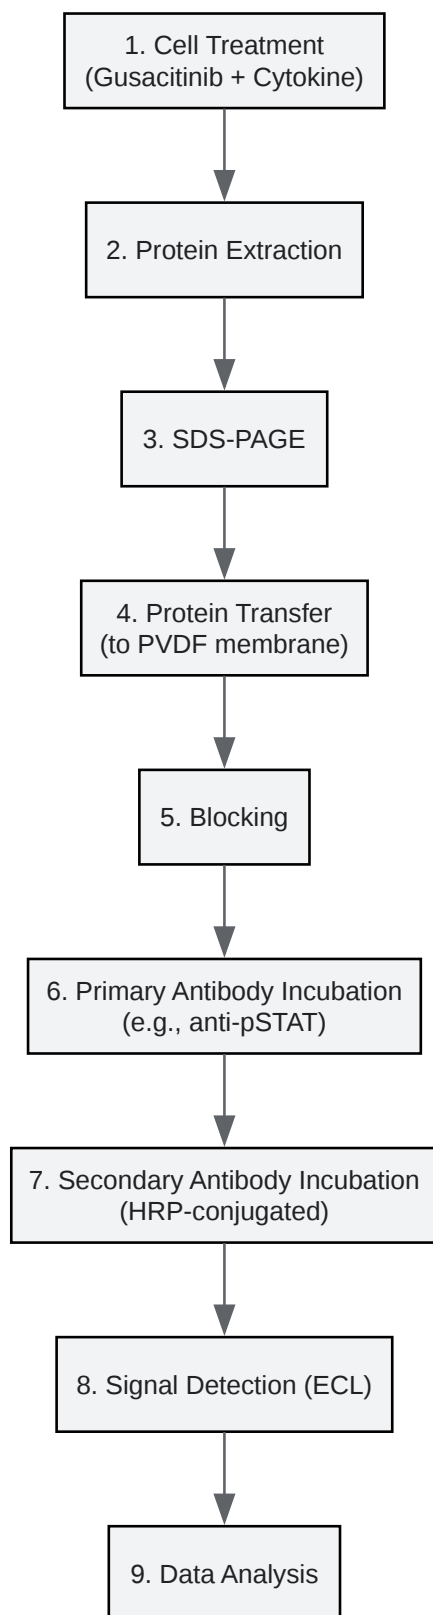 1. Cell Treatment
(Gusacitinib + Cytokine)
2. Protein Extraction
3. SDS-PAGE
4. Protein Transfer
(to PVDF membrane)
5. Blocking
6. Primary Antibody Incubation
(e.g., anti-pSTAT)
7. Secondary Antibody Incubation
(HRP-conjugated)
8. Signal Detection (ECL)
9. Data Analysis